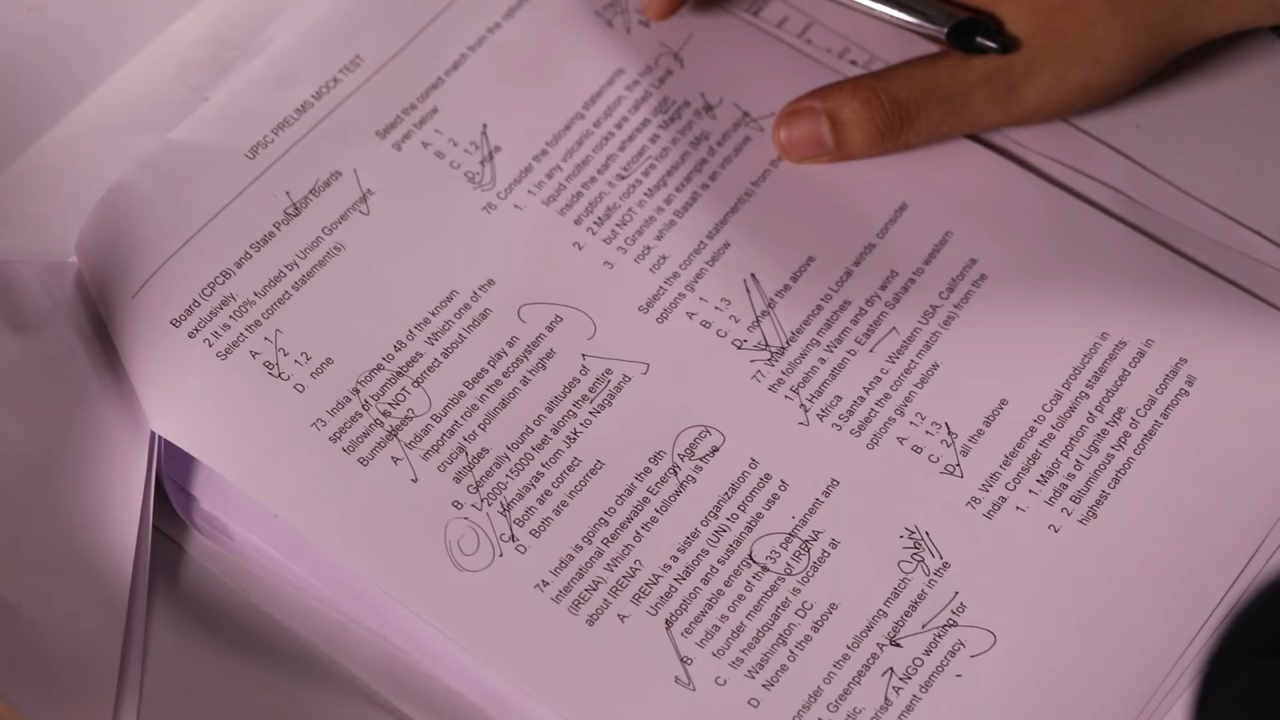 UPSC PRELIMS MOCK TEST
Board (CPCB) and State Pollution Boards
exclusively.
2.It is 100% funded by Union Government
Select the correct statement(s)
A. 1
B. 2
C. 1,2
D. none
73. India is home to 48 of the known
species of bumblebees. Which one of the
following is NOT correct about Indian
Bumblebees?
A. Indian Bumble Bees play an
important role in the ecosystem and
crucial for pollination at higher
altitudes.
B. Generally found on altitudes of
2000-15000 feet along the entire
Himalayas from J&K to Nagaland.
C. Both are correct
D. Both are incorrect
74. India is going to chair the 9th
International Renewable Energy Agency
(IRENA). Which of the following is true
about IRENA?
A. IRENA is a sister organization of
United Nations (UN) to promote
adoption and sustainable use of
renewable energy
B. India is one of the 33 permanent and
founder members of IRENA.
C. Its headquarter is located at
Washington, DC.
D. None of the above.
onsider on the following match
Greenpeace A icebreaker in the
tic,
rise A NGO working for
ment democracy.
Select the correct match from the
given below
A. 1
B. 2
C. 1,2
D. none
76. Consider the following statements
1. 1.In any volcanic eruption, the hot
liquid molten rocks are called Lava
inside the earth whereas upon
eruption, it is known as Magma
2. 2.Malfic rocks are rich in Iron
but NOT in Magnesium (Mg).
3. 3.Granite is an example of
rock, while Basalt is an intrusive
rock
Select the correct statement(s) from the
options given below
A. 1
B. 1,3
C. 2
D. none of the above
77. With reference to Local winds, consider
the following matches:
1.Foehn a. Warm and dry wind
2. Harmatten b. Eastern Sahara to western
Africa
3 Santa Ana c. Western USA, California.
Select the correct match (es) from the
options given below:
A. 1,2
B. 1,3
C. 2,3
D. all the above
78. With reference to Coal production in
India. Consider the following statements:
1. 1. Major portion of produced coal in
India is of Lignite type.
2. 2. Bituminous type of Coal contains
highest carbon content among all